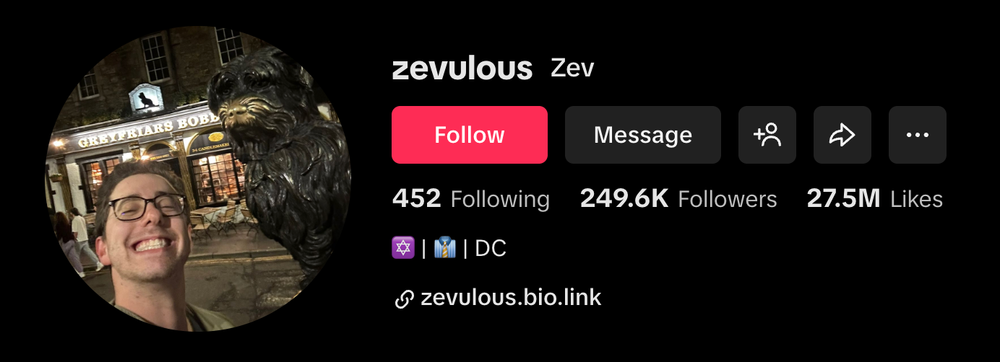 GREYFRIARS BOBB
zevulous Zev
Follow Message
452 Following 249.6K Followers 27.5M Likes
✡️ | 👔 | DC
zevulous.bio.link